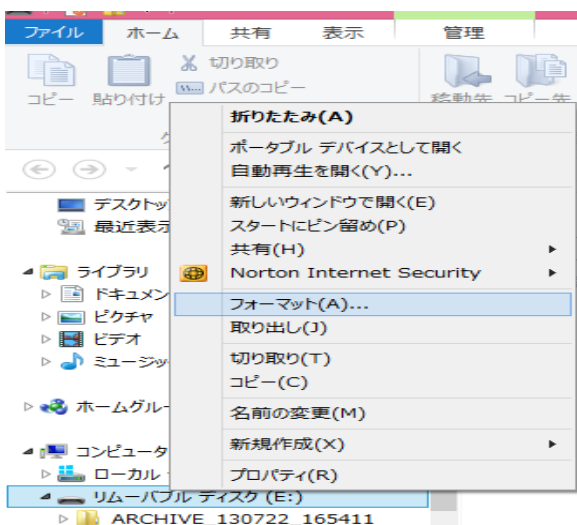 ファイル ホーム 共有 表示 管理
切り取り
パスのコピー
コピー 貼り付け
折りたたみ(A)
ポータブル デバイスとして開く
自動再生を開く(Y)...
新しいウィンドウで開く(E)
スタートにピン留め(P)
共有(H)
Norton Internet Security
フォーマット(A)...
取り出し(J)
切り取り(T)
コピー(C)
名前の変更(M)
新規作成(X)
プロパティ(R)
デスクトッ
最近表示
ライブラリ
ドキュメン
ピクチャ
ビデオ
ミュージッ
ホームグルー
コンピュータ
ローカル
リムーバブル ディスク (E:)
ARCHIVE_130722_165411